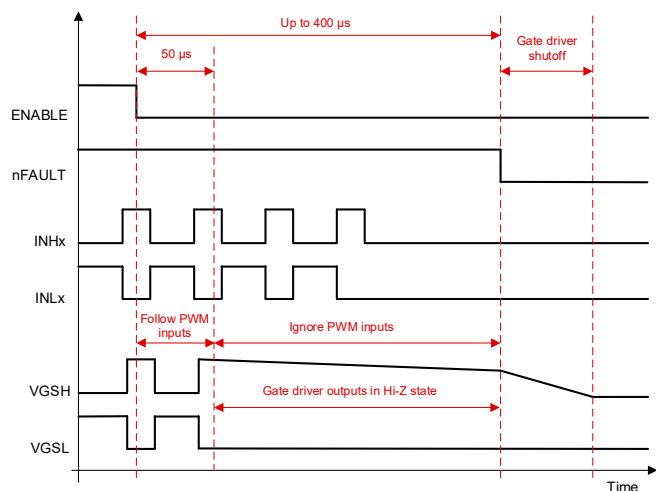 Up to 400 µs
Gate driver
shutoff
50 µs
ENABLE
nFAULT
INHx
INLx
Follow PWM
inputs
Ignore PWM inputs
VGSH
Gate driver outputs in Hi-Z state
VGSL
Time